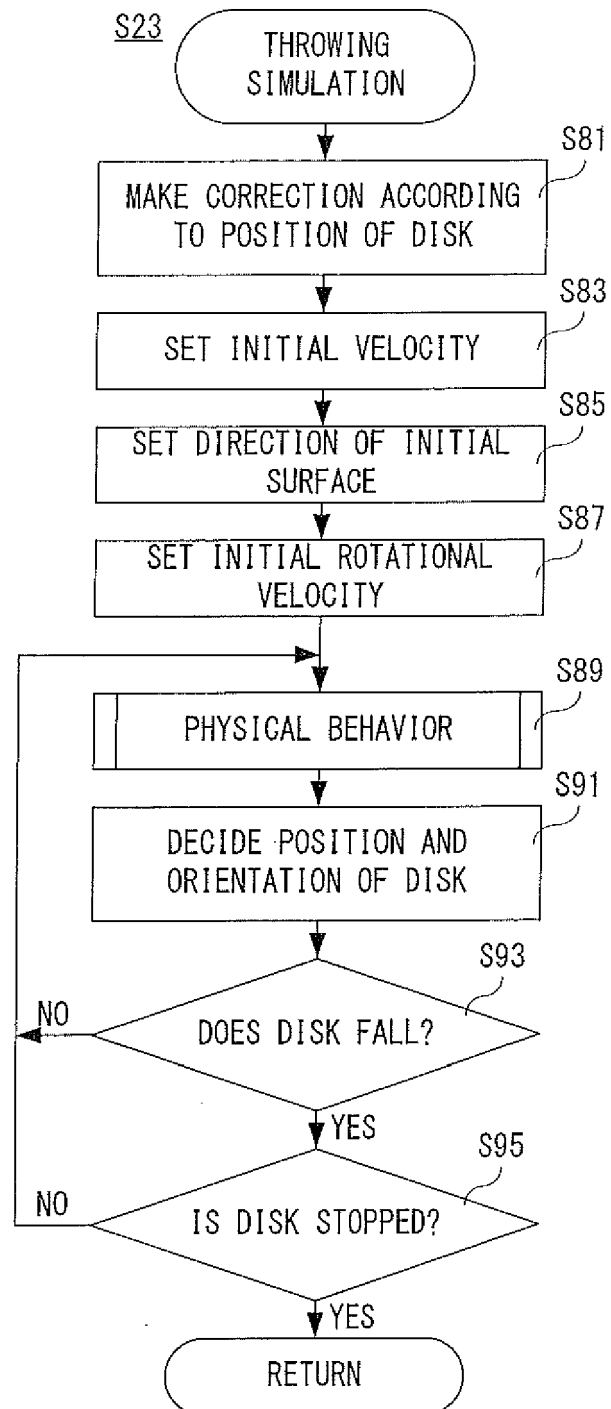 S23
THROWING
SIMULATION
S81
MAKE CORRECTION ACCORDING
TO POSITION OF DISK
S83
SET INITIAL VELOCITY
S85
SET DIRECTION OF INITIAL
SURFACE
S87
SET INITIAL ROTATIONAL
VELOCITY
S89
PHYSICAL BEHAVIOR
S91
DECIDE POSITION AND
ORIENTATION OF DISK
S93
NO
DOES DISK FALL?
YES
S95
NO
IS DISK STOPPED?
YES
RETURN